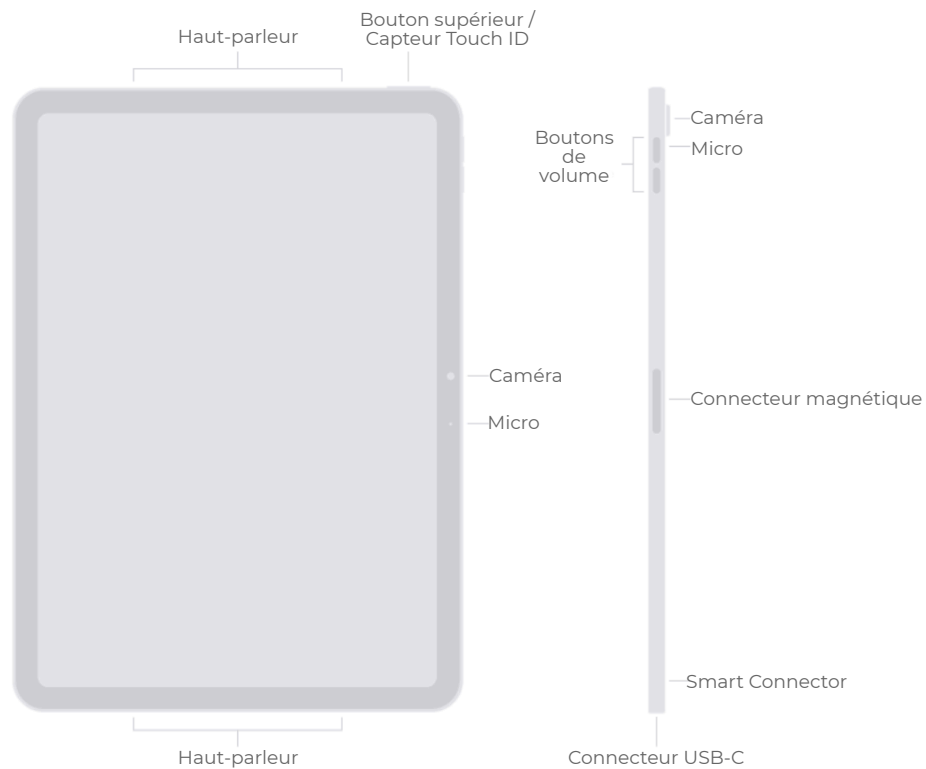 Bouton supérieur /
Capteur Touch ID
Haut-parleur
Caméra
Boutons
de
volume
Micro
Caméra
Connecteur magnétique
Micro
Smart Connector
Haut-parleur
Connecteur USB-C